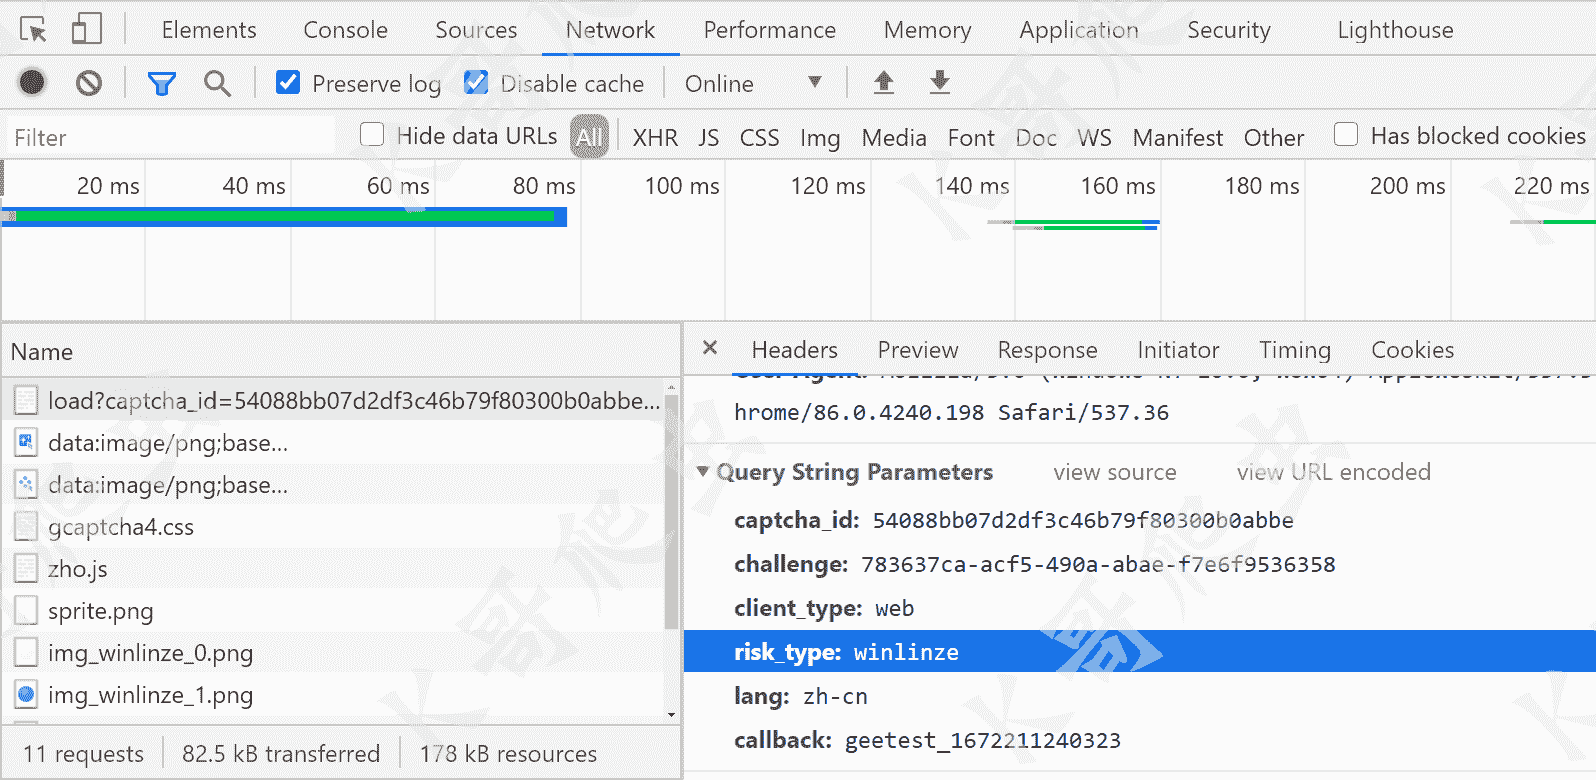 Elements Console Sources Network Performance Memory Application Security Lighthouse
Preserve log Disable cache Online
Filter Hide data URLs All XHR JS CSS Img Media Font Doc WS Manifest Other Has blocked cookies
20 ms 40 ms 60 ms 80 ms 100 ms 120 ms 140 ms 160 ms 180 ms 200 ms 220 ms
Name
load?captcha_id=54088bb07d2df3c46b79f80300b0abbe...
data:image/png;base...
data:image/png;base...
gcaptcha4.css
zho.js
sprite.png
img_winlinze_0.png
img_winlinze_1.png
11 requests 82.5 kB transferred 178 kB resources
Headers Preview Response Initiator Timing Cookies
hrome/86.0.4240.198 Safari/537.36
Query String Parameters view source view URL encoded
captcha_id: 54088bb07d2df3c46b79f80300b0abbe
challenge: 783637ca-acf5-490a-abae-f7e6f9536358
client_type: web
risk_type: winlinze
lang: zh-cn
callback: geetest_1672211240323
K哥爬虫